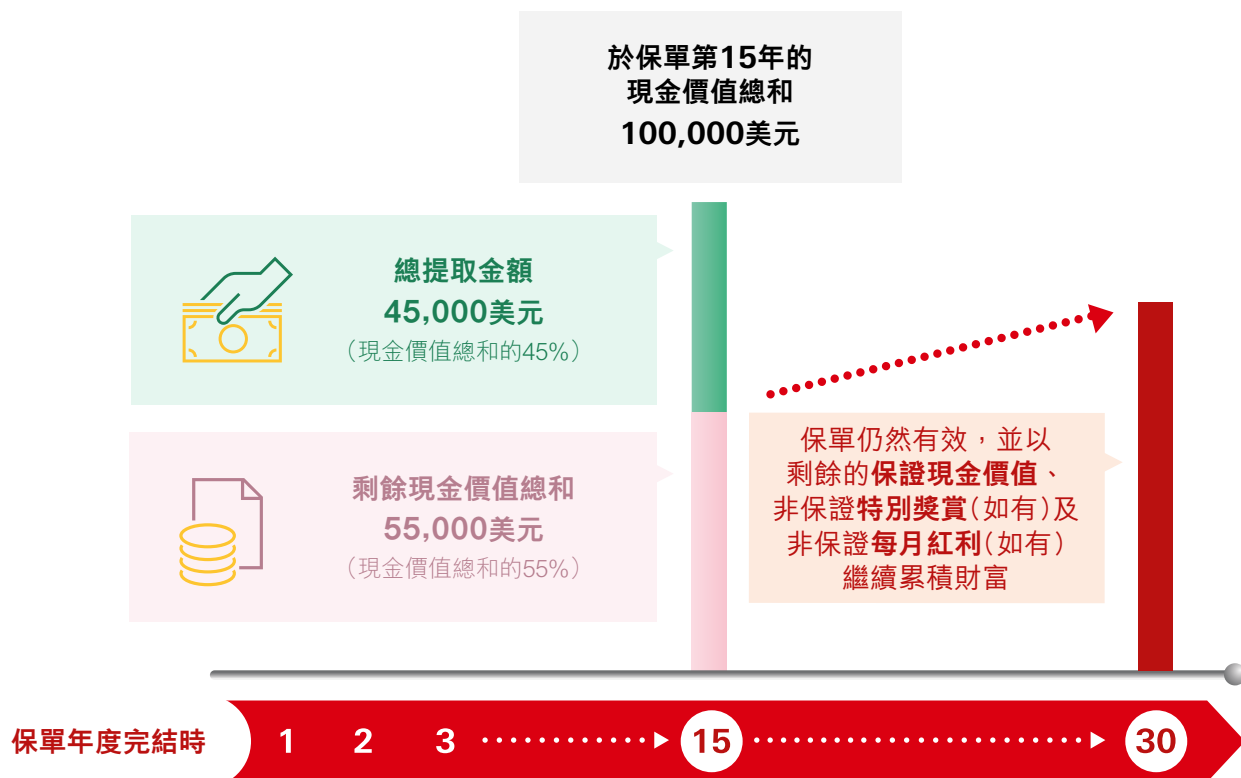 於保單第15年的
現金價值總和
100,000美元
總提取金額
45,000美元
（現金價值總和的45%）
剩餘現金價值總和
55,000美元
（現金價值總和的55%）
保單仍然有效，並以
剩餘的保證現金價值、
非保證特別獎賞（如有）及
非保證每月紅利（如有）
繼續累積財富
保單年度完結時 1 2 3 15 30